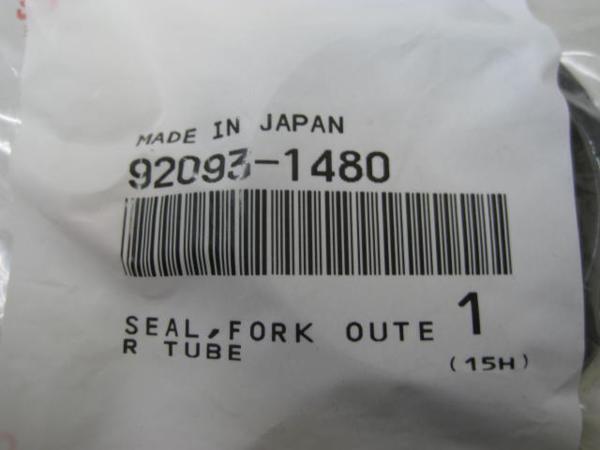 MADE IN JAPAN
92093-1480
SEAL,FORK OUTE 1
R TUBE
(15H)